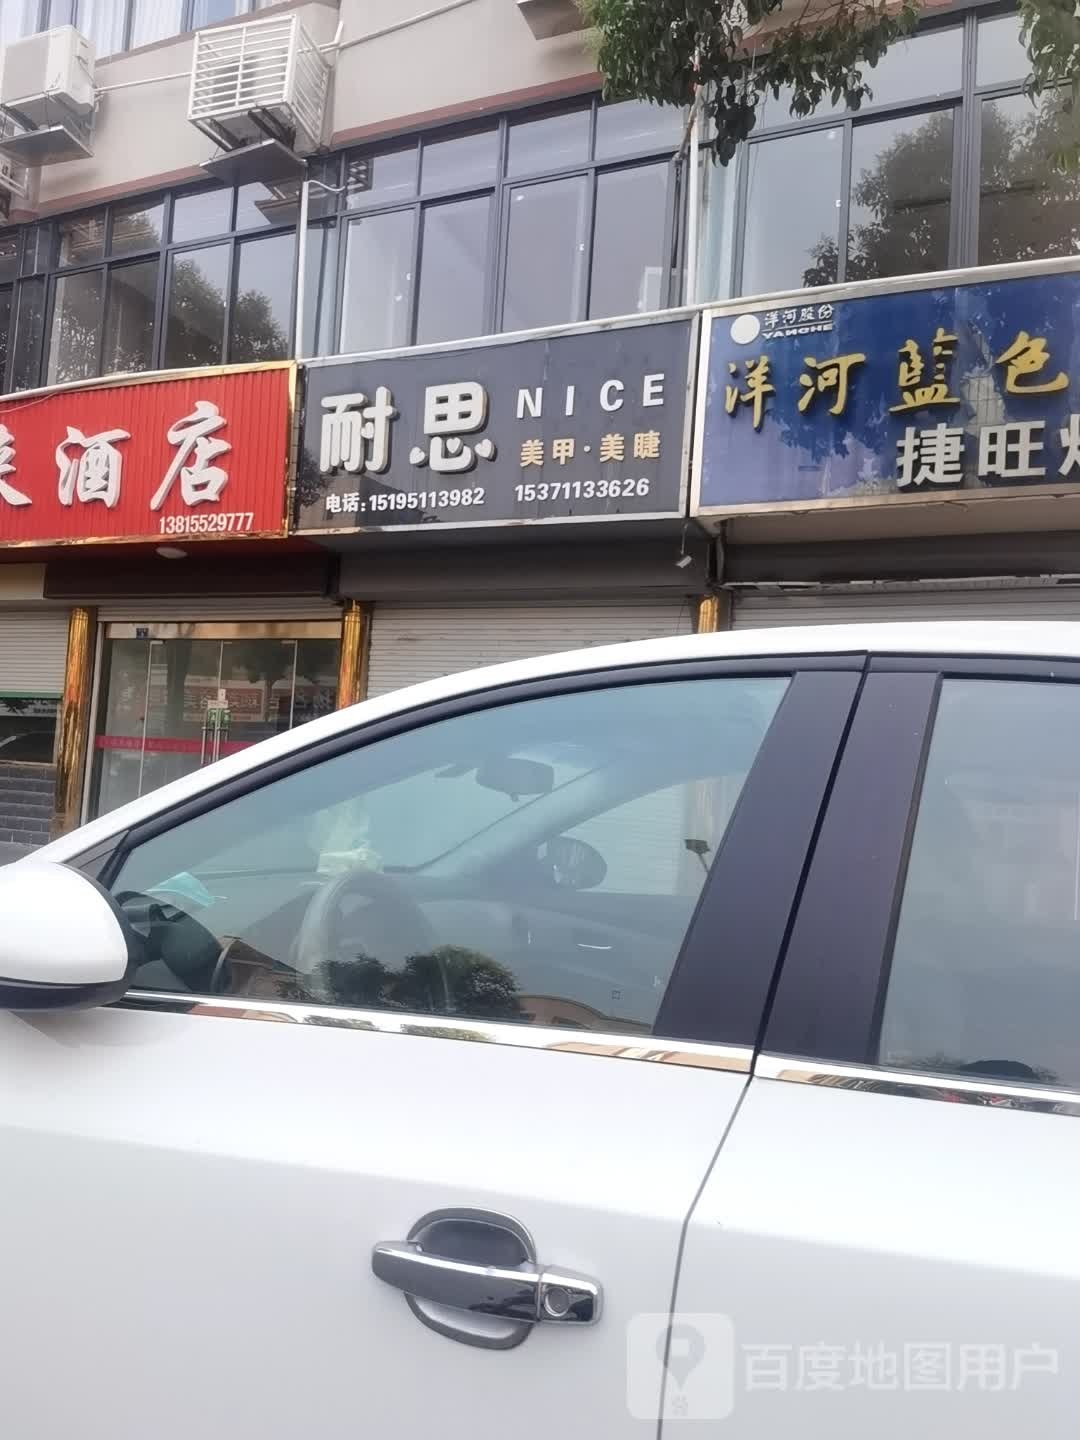 酒店
13815529777
耐思
NICE
美甲·美睫
电话:15195113982 15371133626
洋河股份
YANGHE
洋河蓝色
捷旺
百度地图用户